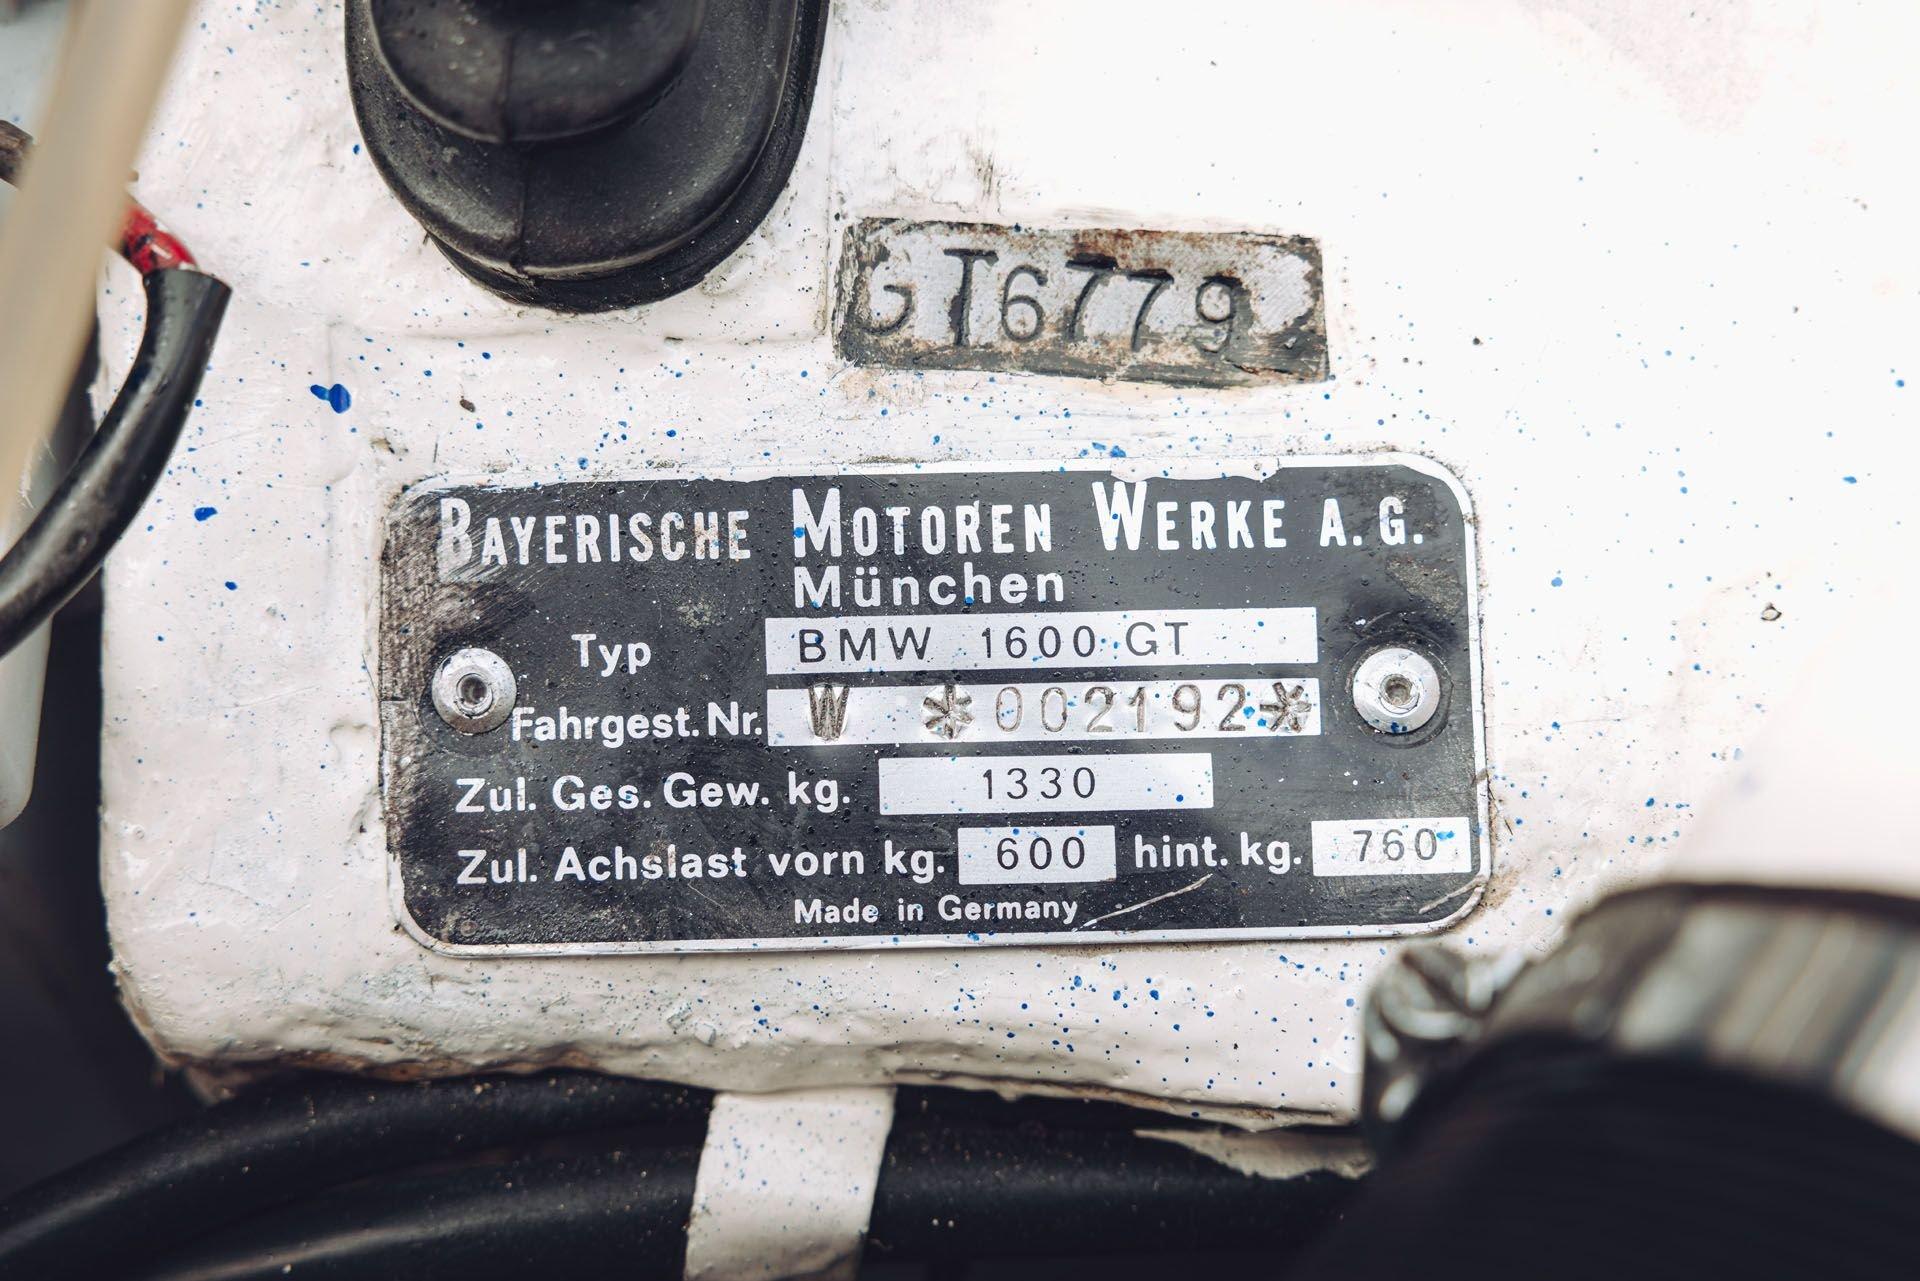 GT6779
BAYERISCHE MOTOREN WERKE A.G.
München
Typ BMW 1600 GT
Fahrgest. Nr. W *002192*
Zul. Ges. Gew. kg. 1330
Zul. Achslast vorn kg. 600 hint. kg. 760
Made in Germany